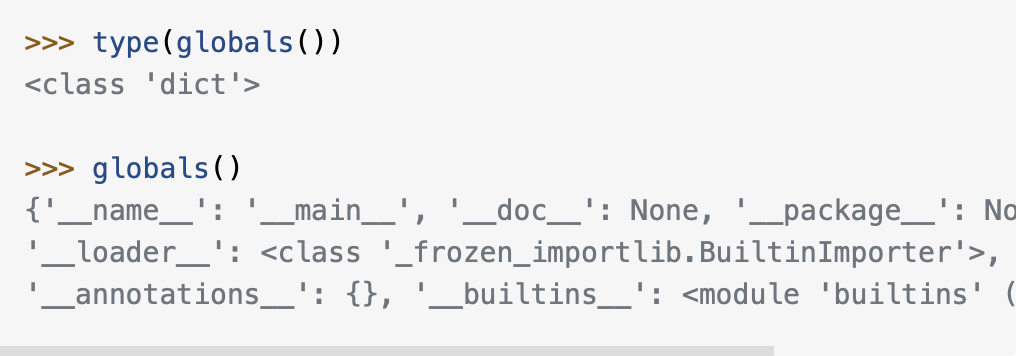 >>> type(globals())
<class 'dict'>
>>> globals()
{'__name__': '__main__', '__doc__': None, '__package__': No
'__loader__': <class '_frozen_importlib.BuiltinImporter'>,
'__annotations__': {}, '__builtins__': <module 'builtins' (